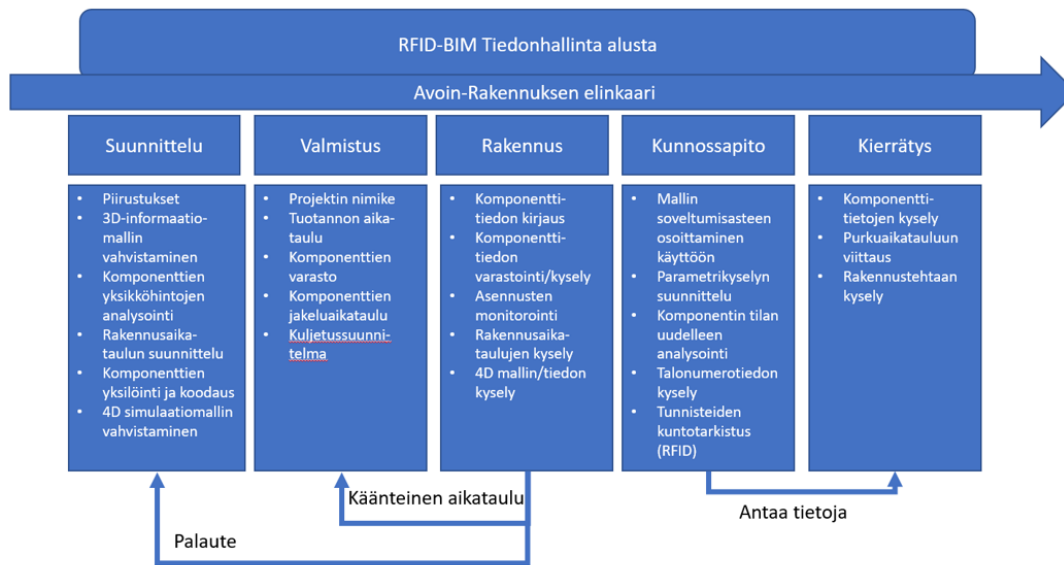 RFID-BIM Tiedonhallinta alusta
Avoin-Rakennuksen elinkaari
Suunnittelu
Valmistus
Rakennus
Kunnossapito
Kierrätys
• Piirustukset
• 3D-informaatio-
mallin
vahvistaminen
• Komponenttien
yksikköhintojen
analysointi
• Rakennusaika-
taulun suunnittelu
• Komponenttien
yksilöinti ja koodaus
• 4D simulaatiomallin
vahvistaminen
• Projektin nimike
• Tuotannon aika-
taulu
• Komponenttien
varasto
• Komponenttien
jakeluaikataulu
• Kuljetussuunni-
telma
• Komponentti-
tiedon kirjaus
• Komponentti-
tiedon
varastointi/kysely
• Asennusten
monitorointi
• Rakennusaika-
taulujen kysely
• 4D mallin/tiedon
kysely
• Mallin
soveltumisasteen
osoittaminen
käyttöön
• Parametrikyselyn
suunnittelu
• Komponentin tilan
uudelleen
analysointi
• Talonumerotiedon
kysely
• Tunnisteiden
kuntotarkistus
(RFID)
• Komponentti-
tietojen kysely
• Purkuaikatauluun
viittaus
• Rakennustehtaan
kysely
Käänteinen aikataulu
Antaa tietoja
Palaute